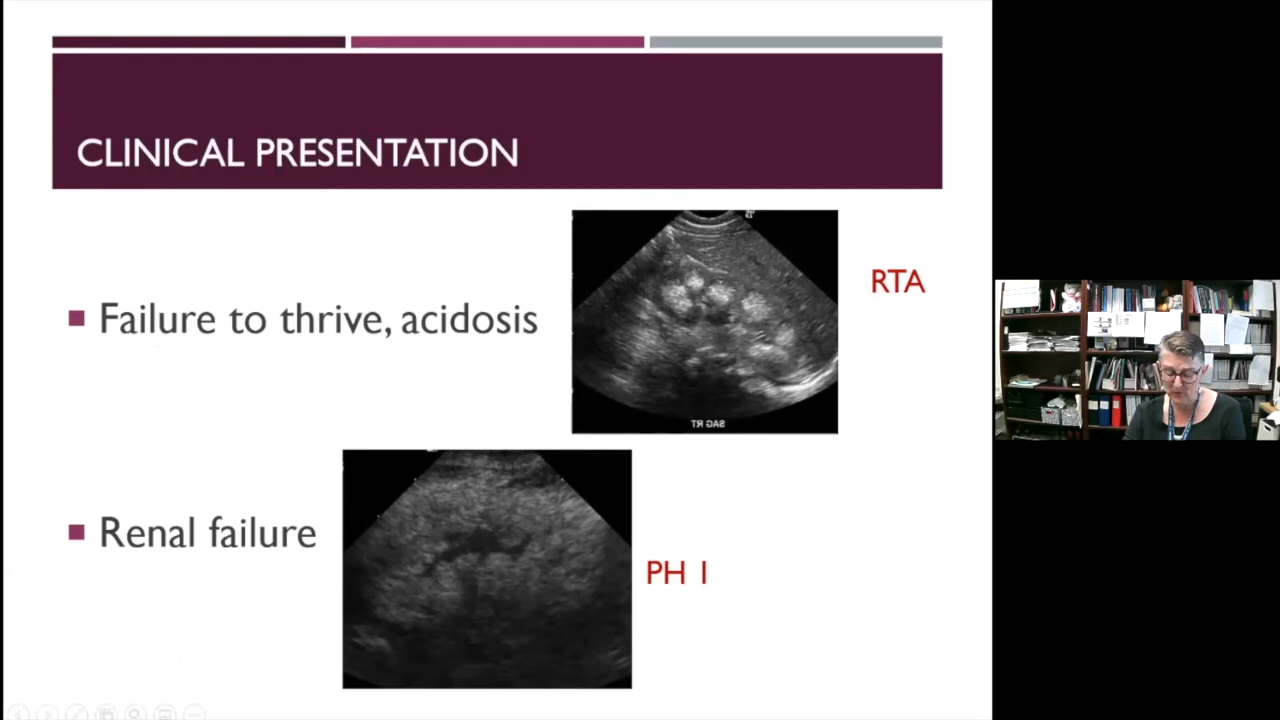 CLINICAL PRESENTATION
Failure to thrive, acidosis
RTA
SAG RT
Renal failure
PH 1